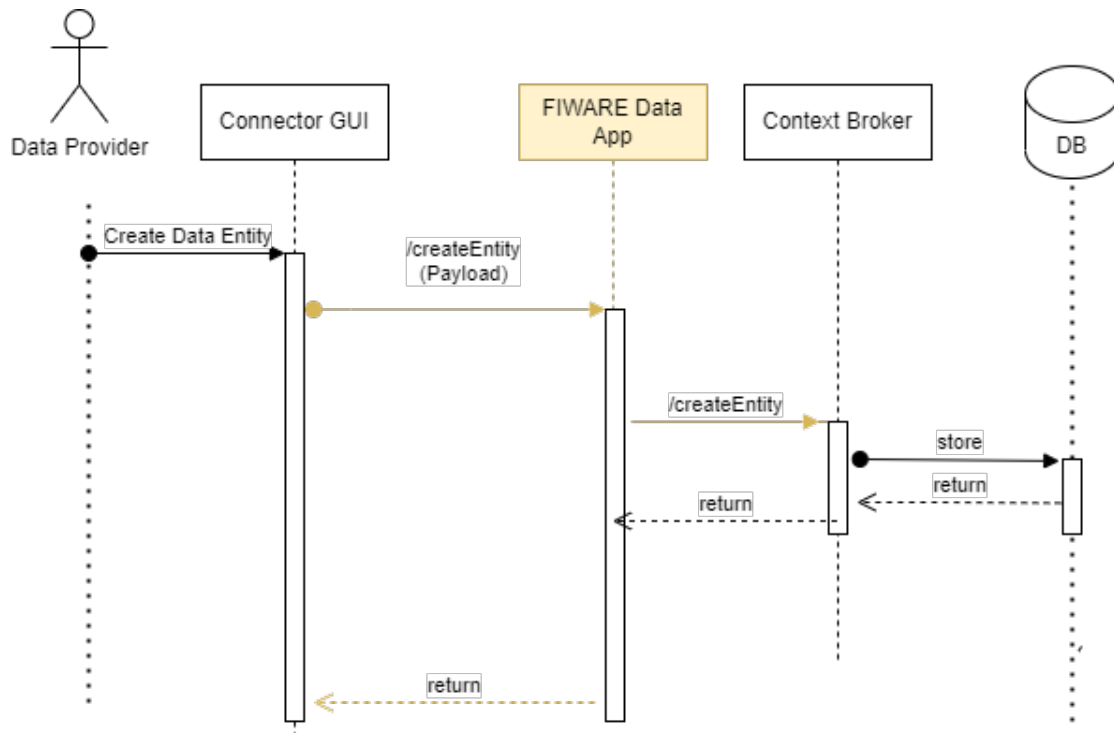 Data Provider
Connector GUI
FIWARE Data
App
Context Broker
DB
Create Data Entity
/createEntity
(Payload)
/createEntity
store
return
return
return